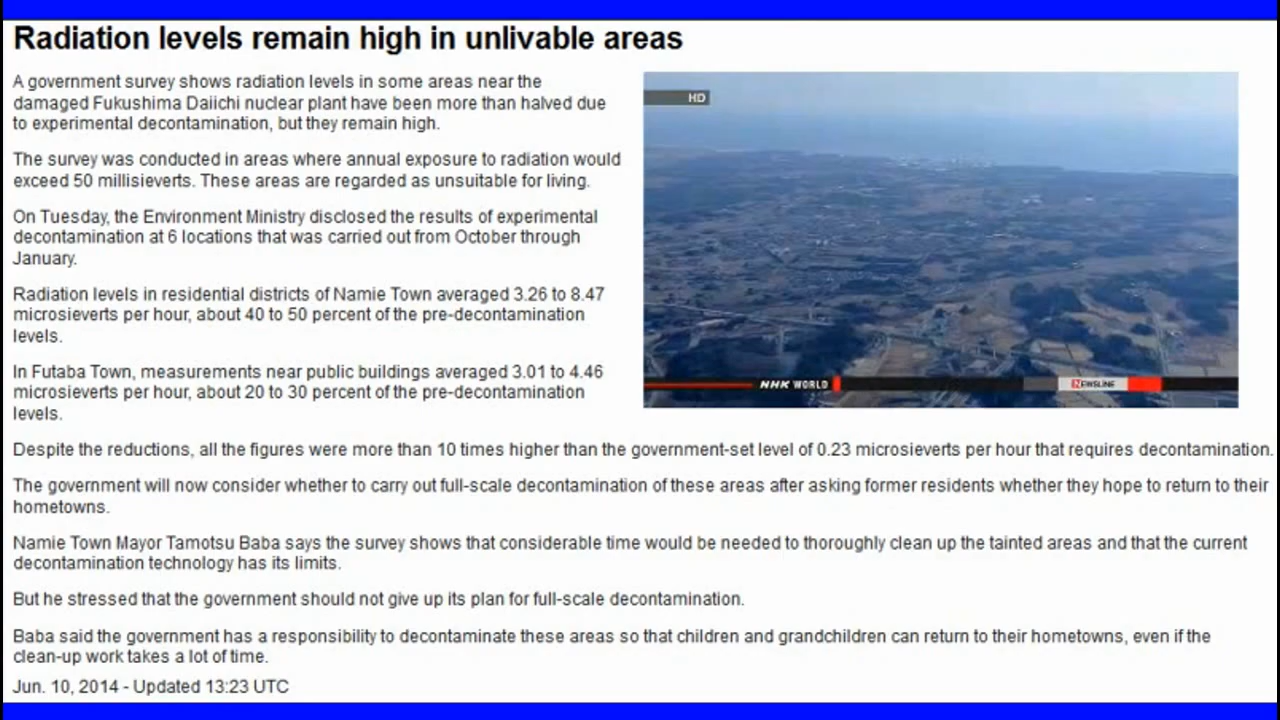 Radiation levels remain high in unlivable areas
A government survey shows radiation levels in some areas near the
damaged Fukushima Daiichi nuclear plant have been more than halved due
to experimental decontamination, but they remain high.
The survey was conducted in areas where annual exposure to radiation would
exceed 50 millisieverts. These areas are regarded as unsuitable for living.
On Tuesday, the Environment Ministry disclosed the results of experimental
decontamination at 6 locations that was carried out from October through
January.
Radiation levels in residential districts of Namie Town averaged 3.26 to 8.47
microsieverts per hour, about 40 to 50 percent of the pre-decontamination
levels.
In Futaba Town, measurements near public buildings averaged 3.01 to 4.46
microsieverts per hour, about 20 to 30 percent of the pre-decontamination
levels.
HD
NHK WORLD
NEWSLINE
Despite the reductions, all the figures were more than 10 times higher than the government-set level of 0.23 microsieverts per hour that requires decontamination.
The government will now consider whether to carry out full-scale decontamination of these areas after asking former residents whether they hope to return to their
hometowns.
Namie Town Mayor Tamotsu Baba says the survey shows that considerable time would be needed to thoroughly clean up the tainted areas and that the current
decontamination technology has its limits.
But he stressed that the government should not give up its plan for full-scale decontamination.
Baba said the government has a responsibility to decontaminate these areas so that children and grandchildren can return to their hometowns, even if the
clean-up work takes a lot of time.
Jun. 10, 2014 - Updated 13:23 UTC